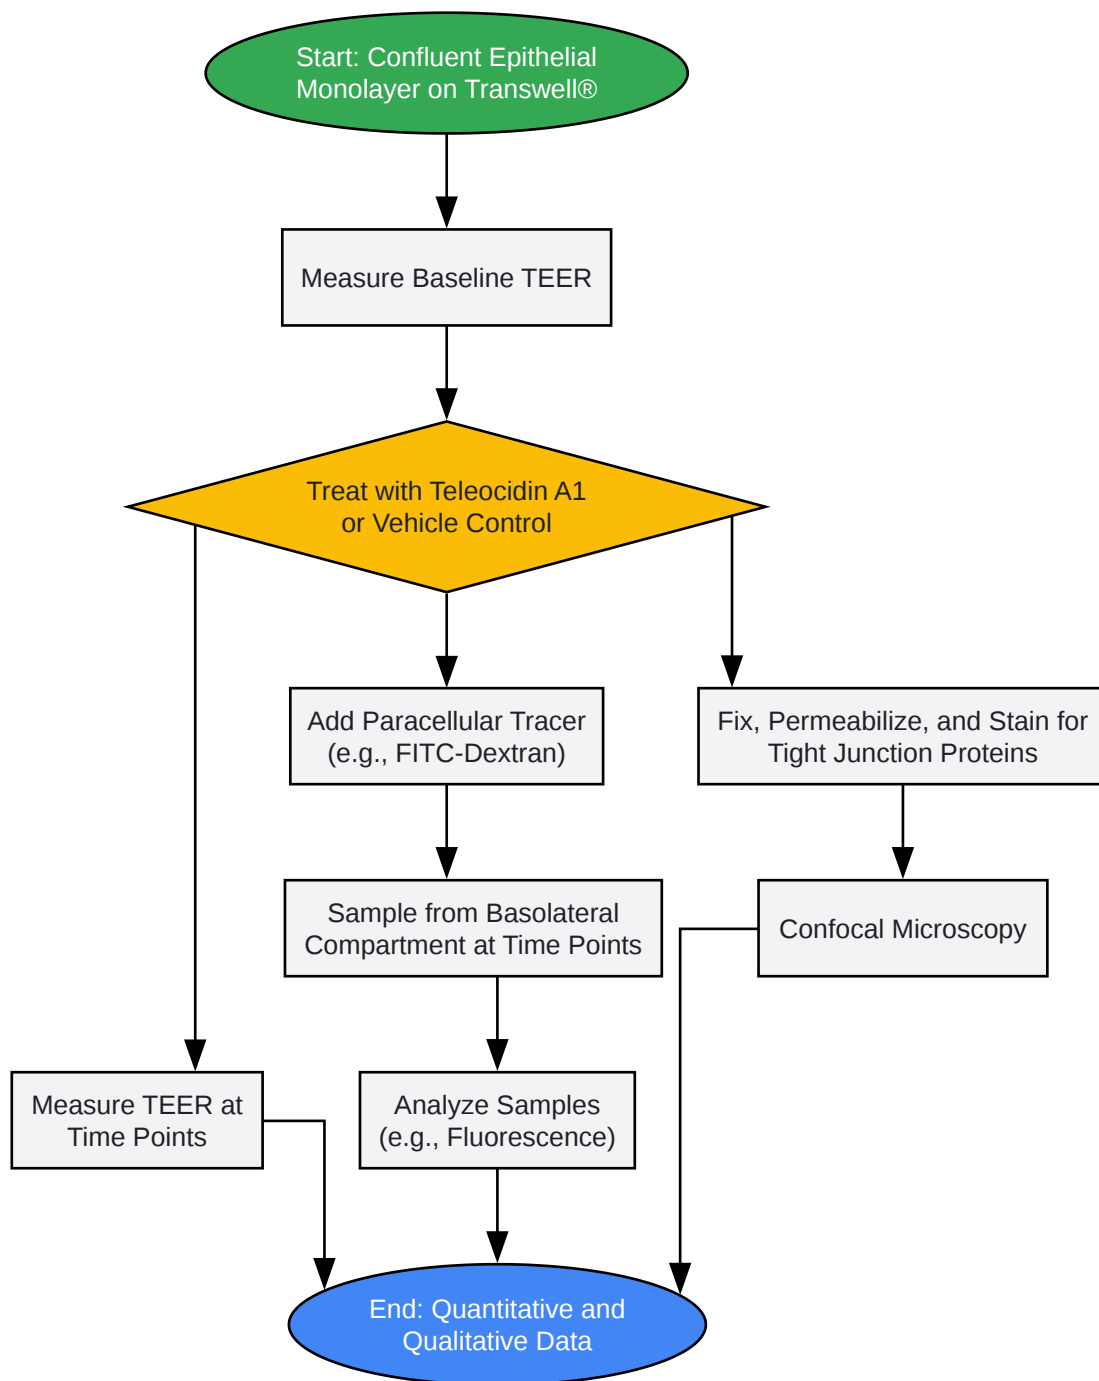 Start: Confluent Epithelial
Monolayer on Transwell®
Measure Baseline TEER
Treat with Teleocidin A1
or Vehicle Control
Add Paracellular Tracer
(e.g., FITC-Dextran)
Fix, Permeabilize, and Stain for
Tight Junction Proteins
Sample from Basolateral
Compartment at Time Points
Confocal Microscopy
Measure TEER at
Time Points
Analyze Samples
(e.g., Fluorescence)
End: Quantitative and
Qualitative Data